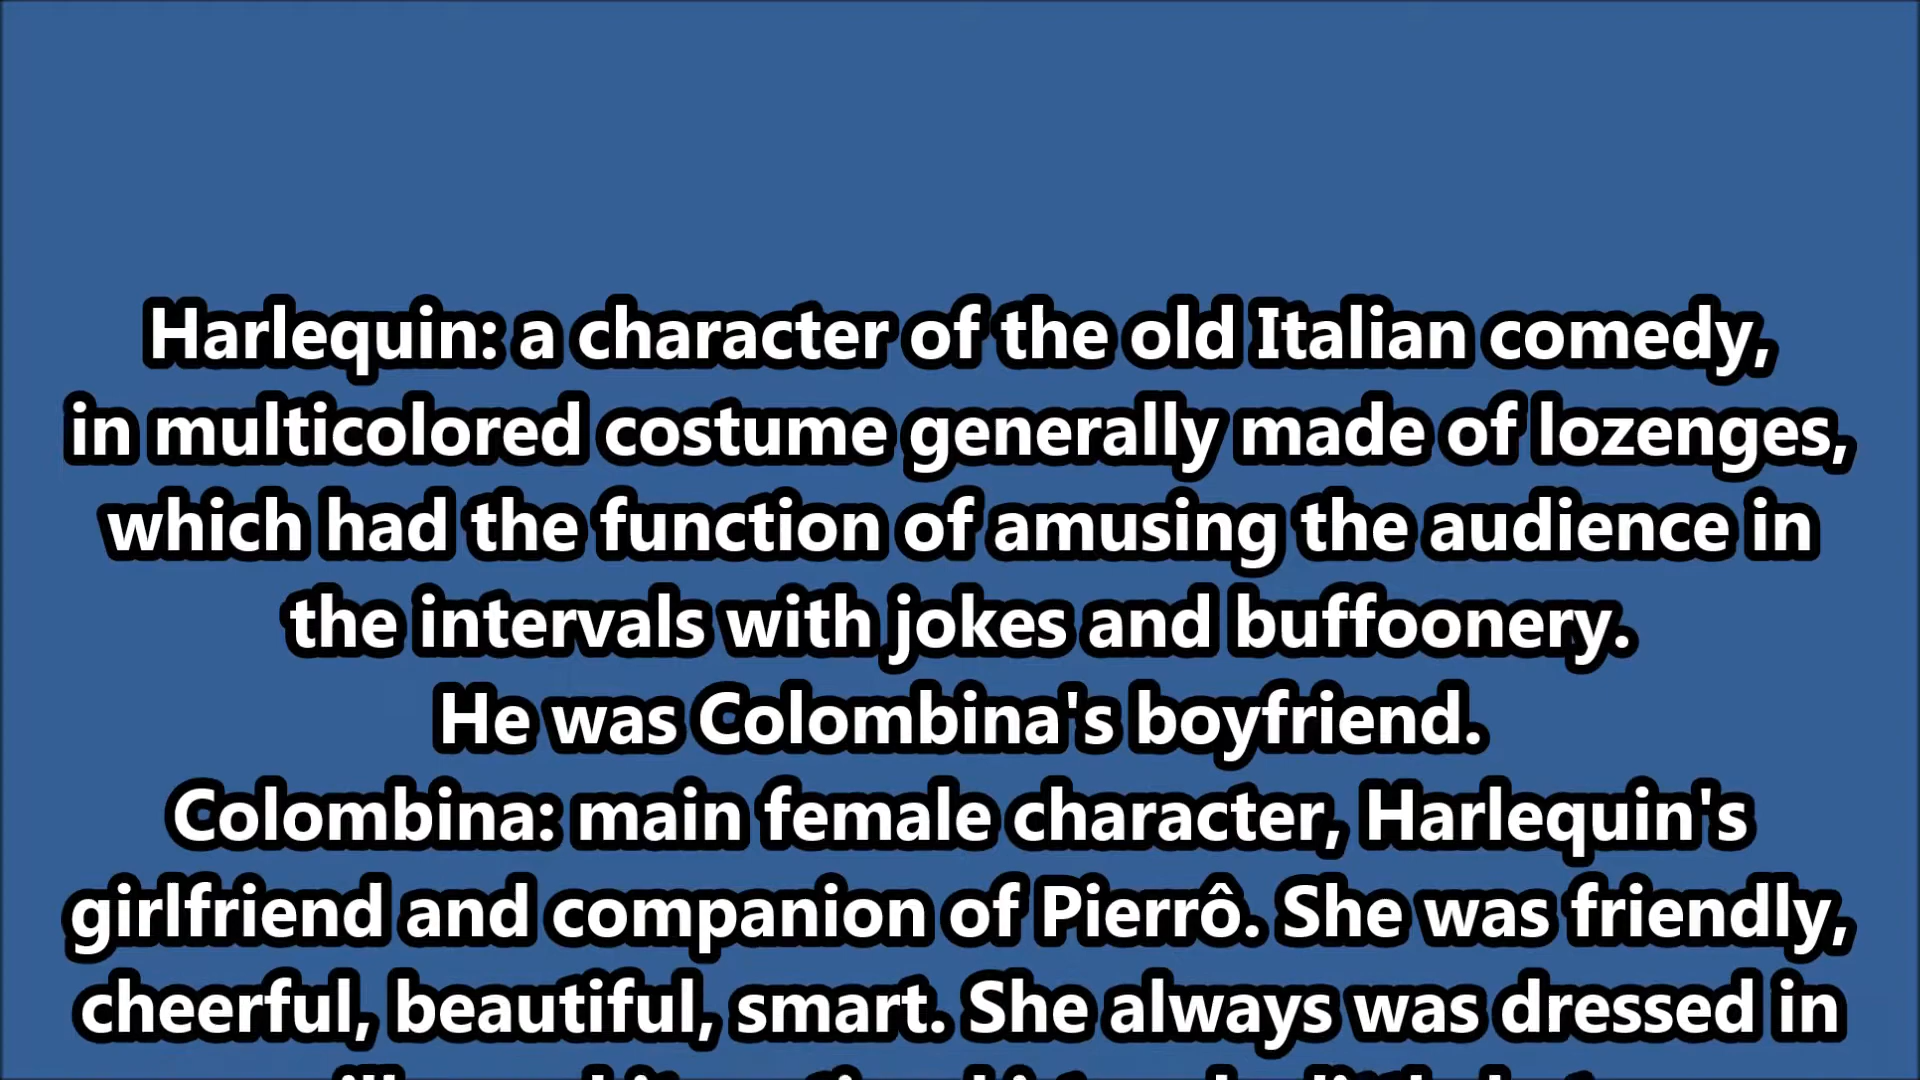 Harlequin: a character of the old Italian comedy,
in multicolored costume generally made of lozenges,
which had the function of amusing the audience in
the intervals with jokes and buffoonery.
He was Colombina's boyfriend.
Colombina: main female character, Harlequin's
girlfriend and companion of Pierrô. She was friendly,
cheerful, beautiful, smart. She always was dressed in